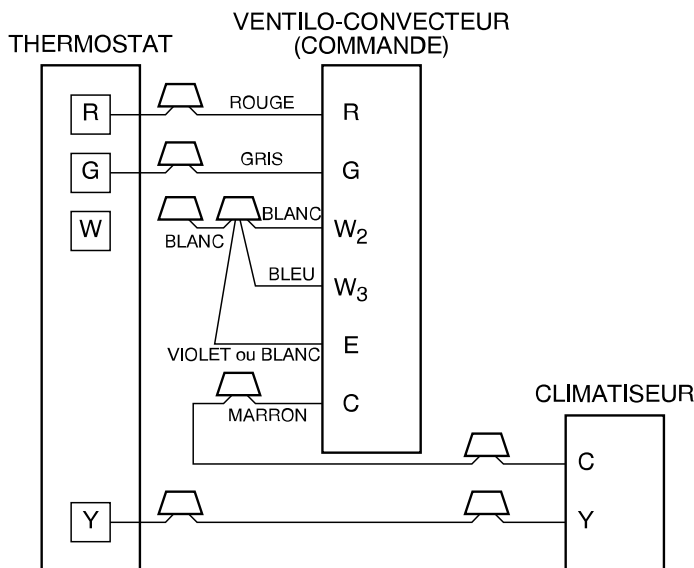 VENTILO-CONVECTEUR
(COMMANDE)
THERMOSTAT
R ROUGE R
G GRIS G
W BLANC BLANC W2
BLEU W3
VIOLET ou BLANC E
MARRON C
CLIMATISEUR
C
Y Y